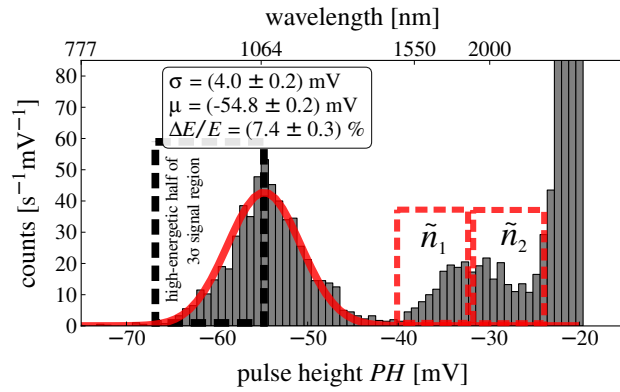 wavelength [nm]
777 1064 1550 2000
σ = (4.0 ± 0.2) mV
μ = (-54.8 ± 0.2) mV
ΔE/E = (7.4 ± 0.3) %
high-energetic half of
3σ signal region
ñ₁ ñ₂
counts [s⁻¹mV⁻¹]
80
70
60
50
40
30
20
10
0
−70 −60 −50 −40 −30 −20
pulse height PH [mV]